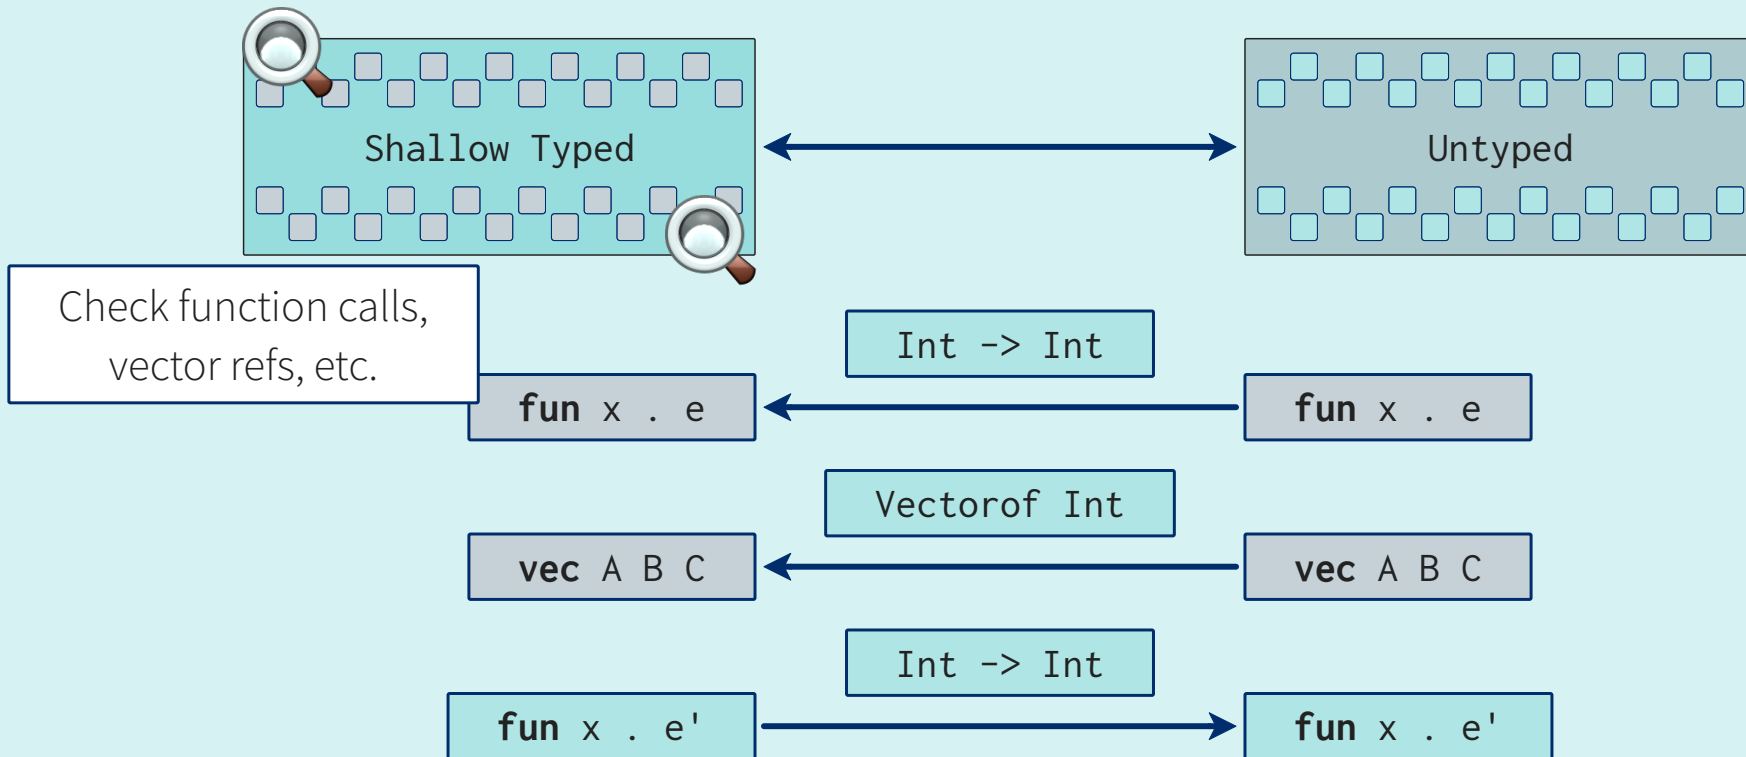 Shallow Typed
Untyped
Check function calls,
vector refs, etc.
Int -> Int
fun x . e
fun x . e
Vectorof Int
vec A B C
vec A B C
Int -> Int
fun x . e'
fun x . e'